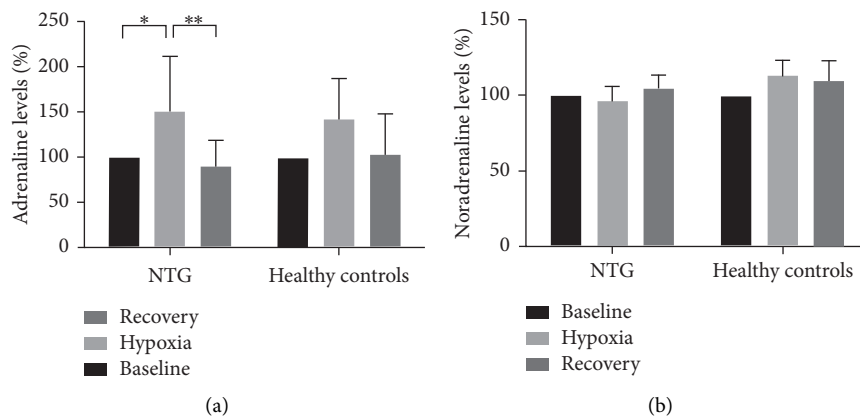 Adrenaline levels (%)
250
200
150
100
50
0
*
**
NTG
Healthy controls
Recovery
Hypoxia
Baseline
(a)
Noradrenaline levels (%)
150
100
50
0
NTG
Healthy controls
Baseline
Hypoxia
Recovery
(b)